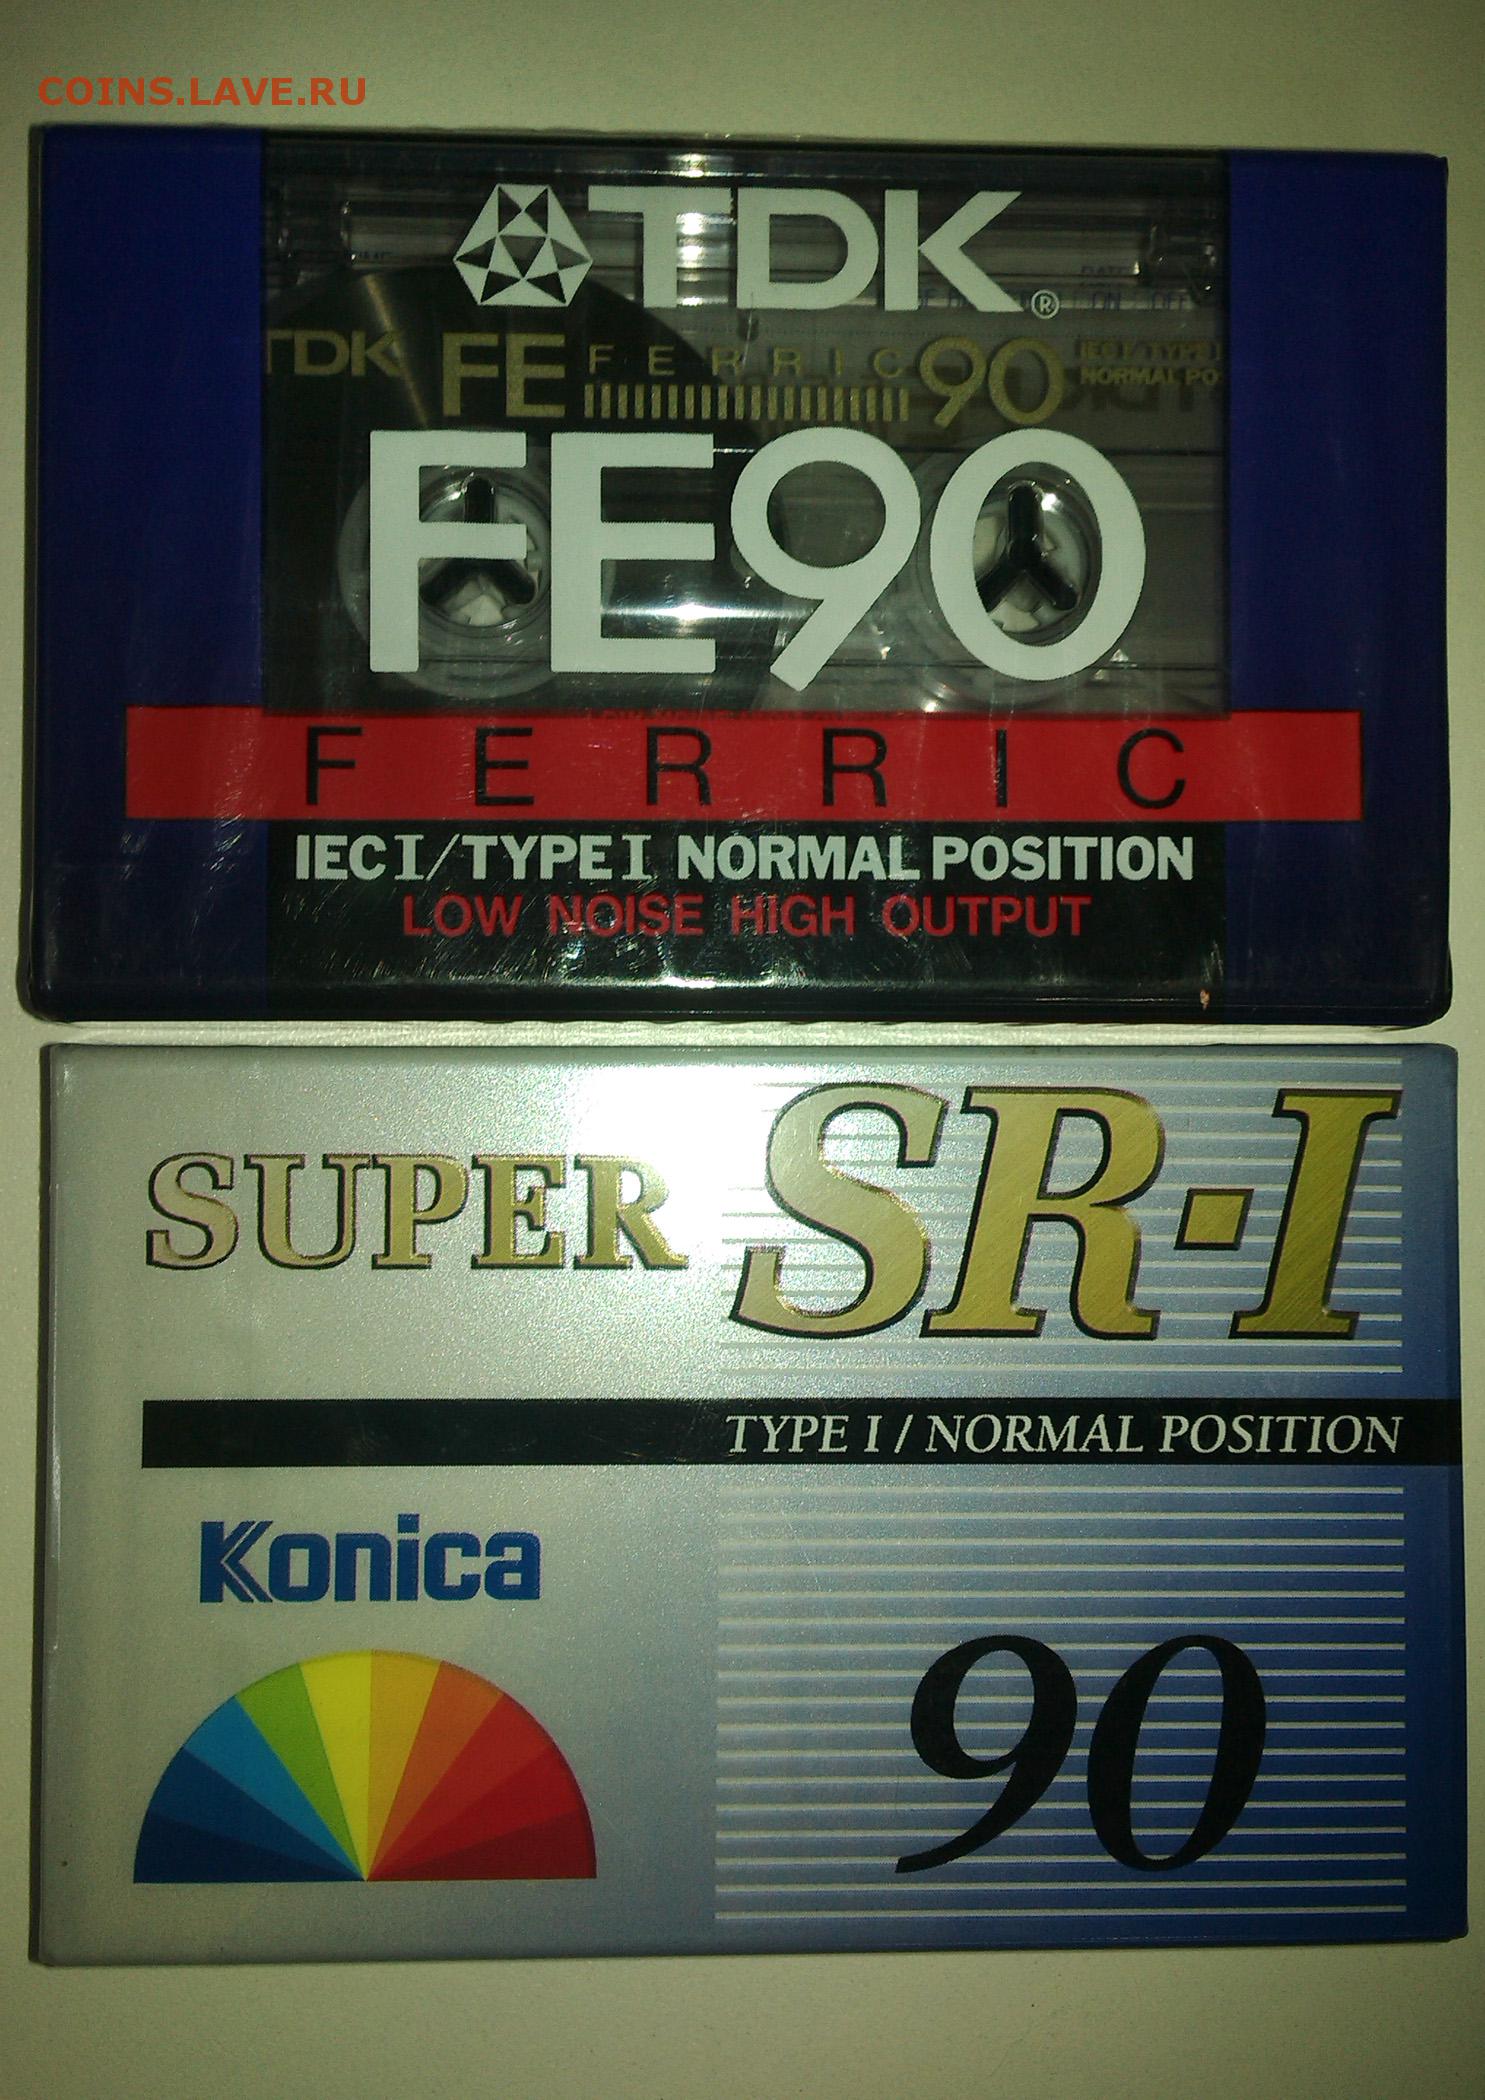 COINS.LAVE.RU
TDK®
TDK FE FERRIC 90 IEC I/TYPE I
NORMAL PO
FE90
FERRIC
IEC I/TYPE I NORMAL POSITION
LOW NOISE HIGH OUTPUT
SUPER SR-I
TYPE I / NORMAL POSITION
Konica
90